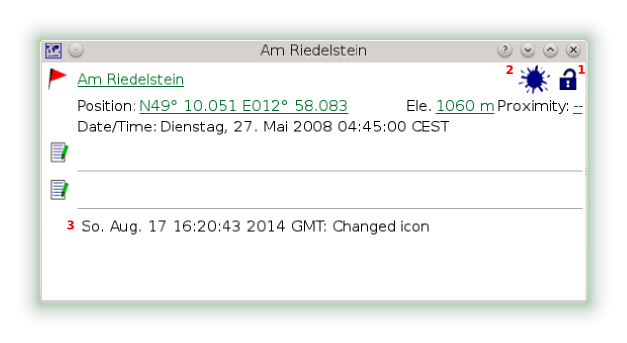 Am Riedelstein
Am Riedelstein
2 1
Position: N49° 10.051 E012° 58.083 Ele. 1060 m Proximity: --
Date/Time: Dienstag, 27. Mai 2008 04:45:00 CEST
3 So. Aug. 17 16:20:43 2014 GMT: Changed icon